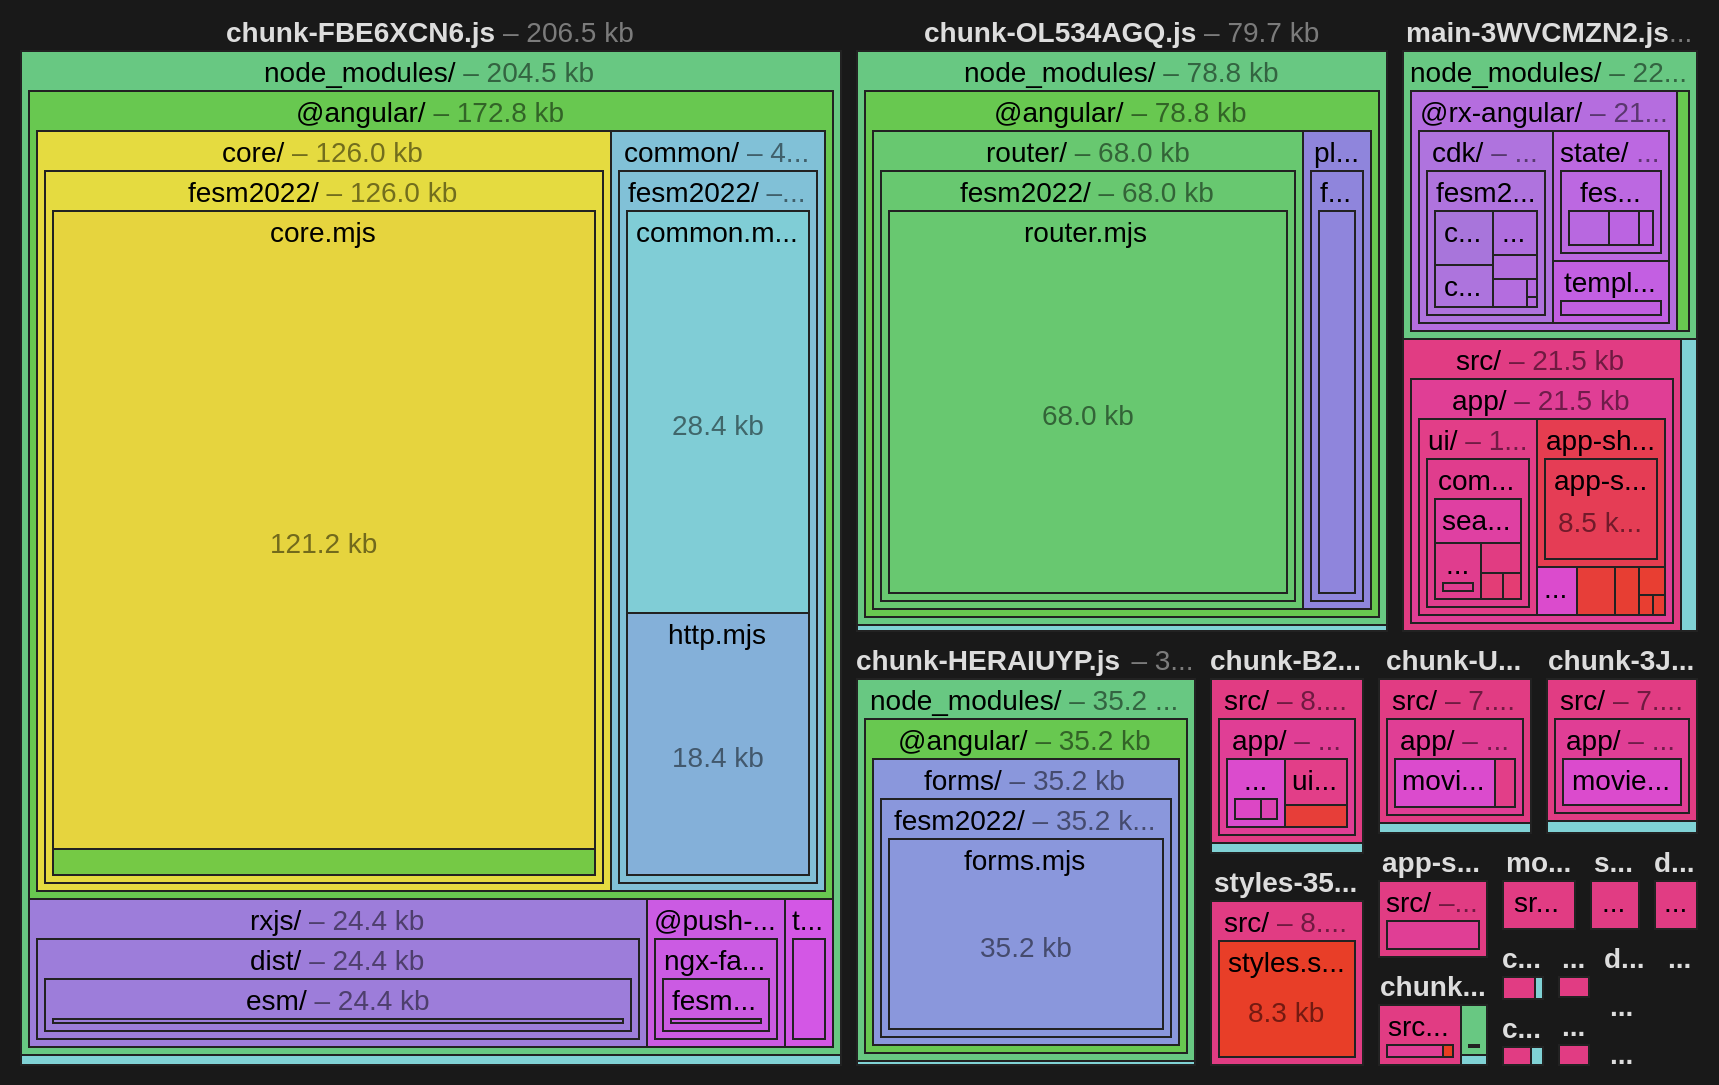 chunk-FBE6XCN6.js – 206.5 kb
node_modules/ – 204.5 kb
@angular/ – 172.8 kb
core/ – 126.0 kb
fesm2022/ – 126.0 kb
core.mjs
121.2 kb
common/ – 4...
fesm2022/ –...
common.m...
28.4 kb
http.mjs
18.4 kb
rxjs/ – 24.4 kb
dist/ – 24.4 kb
esm/ – 24.4 kb
@push-...
ngx-fa...
fesm...
t...
chunk-OL534AGQ.js – 79.7 kb
node_modules/ – 78.8 kb
@angular/ – 78.8 kb
router/ – 68.0 kb
fesm2022/ – 68.0 kb
router.mjs
68.0 kb
pl...
f...
main-3WVCMZN2.js...
node_modules/ – 22...
@rx-angular/ – 21...
cdk/ – ...
fesm2...
c...
...
c...
state/ ...
fes...
templ...
src/ – 21.5 kb
app/ – 21.5 kb
ui/ – 1...
com...
sea...
...
app-sh...
app-s...
8.5 k...
...
chunk-HERAIUYP.js – 3...
node_modules/ – 35.2 ...
@angular/ – 35.2 kb
forms/ – 35.2 kb
fesm2022/ – 35.2 k...
forms.mjs
35.2 kb
chunk-B2...
src/ – 8....
app/ – ...
...
ui...
chunk-U...
src/ – 7....
app/ – ...
movi...
chunk-3J...
src/ – 7....
app/ – ...
movie...
styles-35...
src/ – 8....
styles.s...
8.3 kb
app-s...
src/ –...
mo...
sr...
s...
...
d...
...
chunk...
src...
c...
...
d...
...
...
c...
...
...